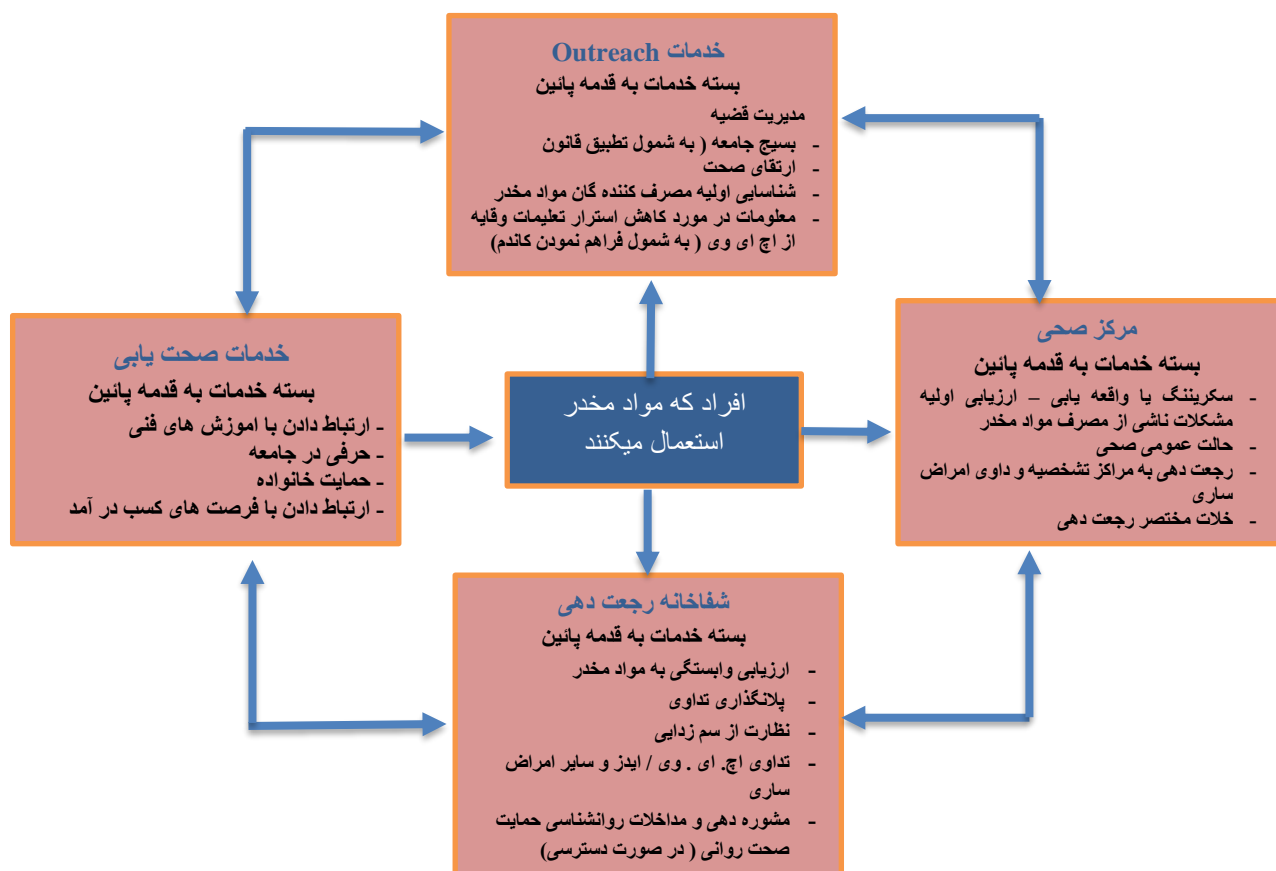 خدمات Outreach
بسته خدمات به قدمه پائین
مدیریت قضیه
- بسیج جامعه ( به شمول تطبیق قانون
- ارتقای صحت
- شناسایی اولیه مصرف کننده گان مواد مخدر
- معلومات در مورد کاهش استرار تعلیمات وقایه
از اچ ای وی ( به شمول فراهم نمودن کاندم)
مرکز صحی
بسته خدمات به قدمه پائین
- سکریننگ یا واقعه یابی – ارزیابی اولیه
مشکلات ناشی از مصرف مواد مخدر
- حالت عمومی صحی
- رجعت دهی به مراکز تشخصیه و داوی امراض
ساری
- خلات مختصر رجعت دهی
افراد که مواد مخدر
استعمال میکنند
خدمات صحت یابی
بسته خدمات به قدمه پائین
- ارتباط دادن با اموزش های فنی
- حرفی در جامعه
- حمایت خانواده
- ارتباط دادن با فرصت های کسب در آمد
شفاخانه رجعت دهی
بسته خدمات به قدمه پائین
- ارزیابی وابستگی به مواد مخدر
- پلانگذاری تداوی
- نظارت از سم زدایی
- تداوی اچ. ای . وی / ایدز و سایر امراض
ساری
- مشوره دهی و مداخلات روانشناسی حمایت
صحت روانی ( در صورت دسترسی)